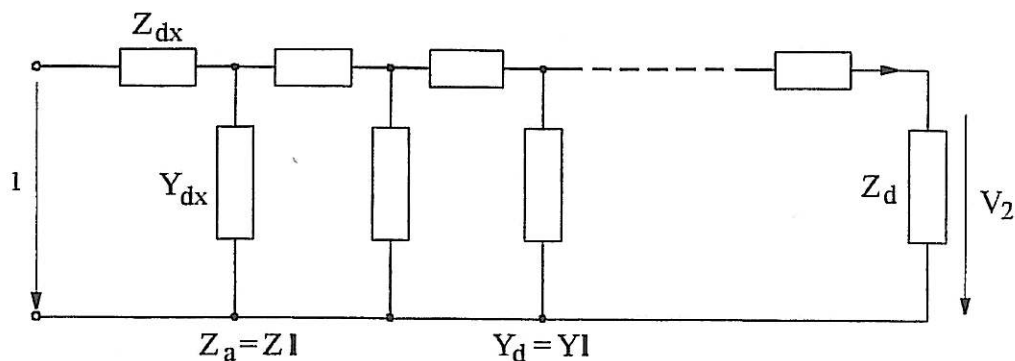 Z_dx
1
Y_dx
Z_d
V_2
Z_a = Z l
Y_d = Y l